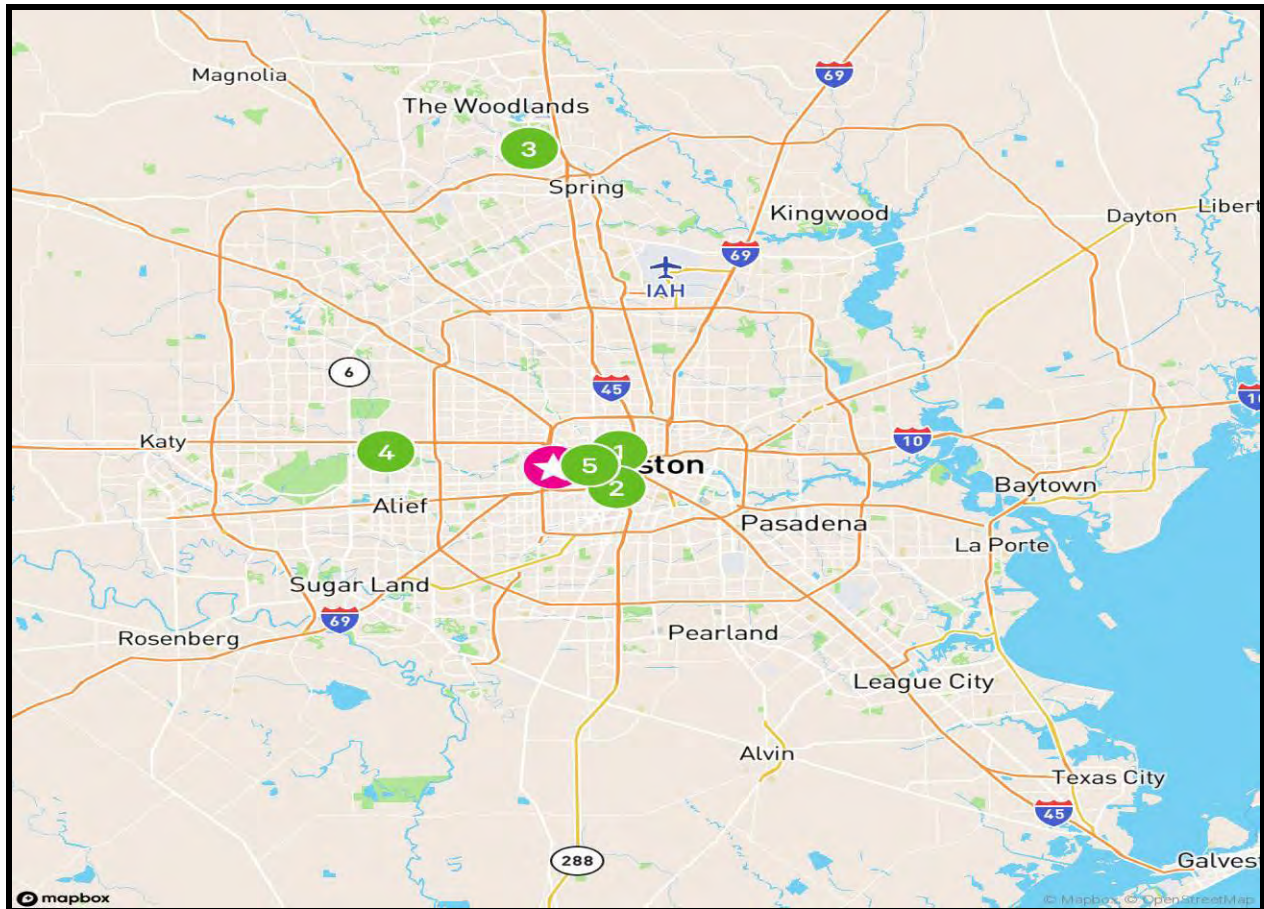 69
Magnolia
The Woodlands
3
Spring
Kingwood
Dayton
Libert
69
IAH
6
45
10
Katy
4
1
5
ston
10
2
Baytown
Alief
Pasadena
La Porte
Sugar Land
69
Rosenberg
Pearland
League City
Alvin
Texas City
45
288
Galvest
mapbox
© Mapbox, © OpenStreetMap